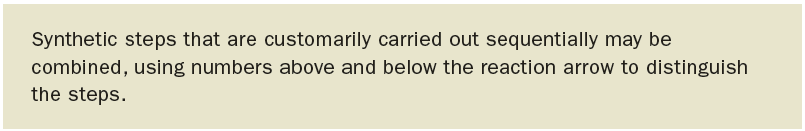 Synthetic steps that are customarily carried out sequentially may be
combined, using numbers above and below the reaction arrow to distinguish
the steps.